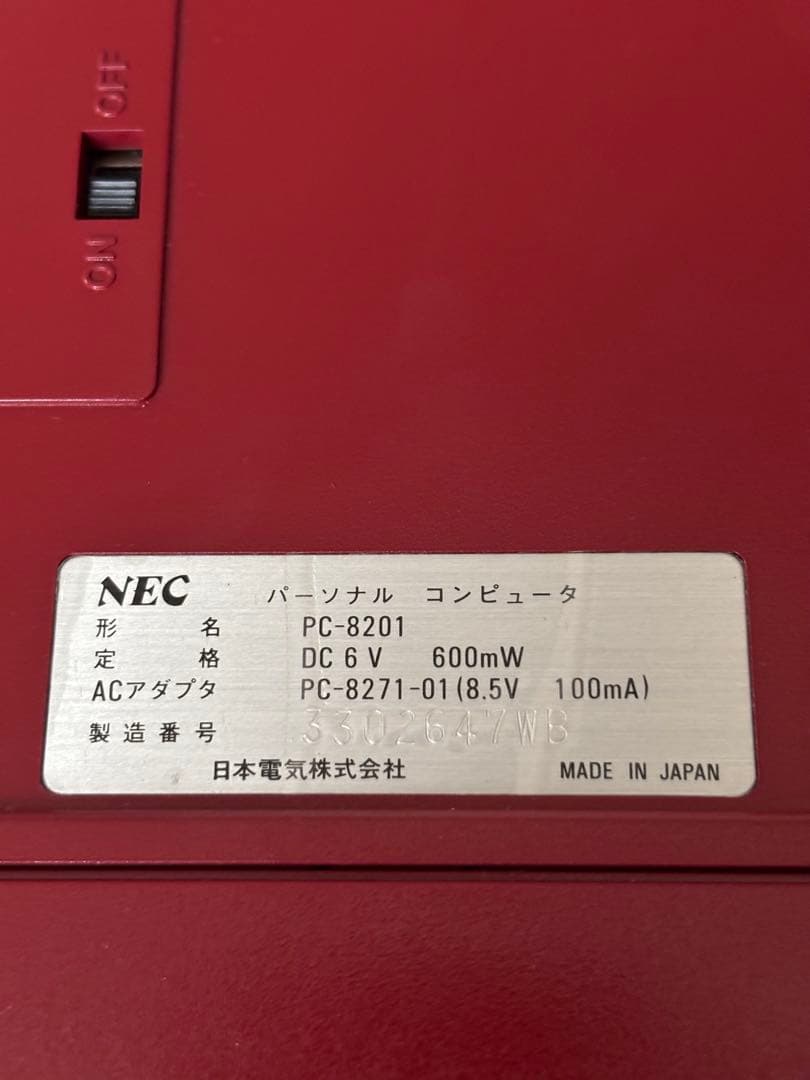 OFF
ON
NEC パーソナル コンピュータ
形名 PC-8201
定格 DC 6 V 600mW
ACアダプタ PC-8271-01(8.5V 100mA)
製造番号 3302647WB
日本電気株式会社 MADE IN JAPAN